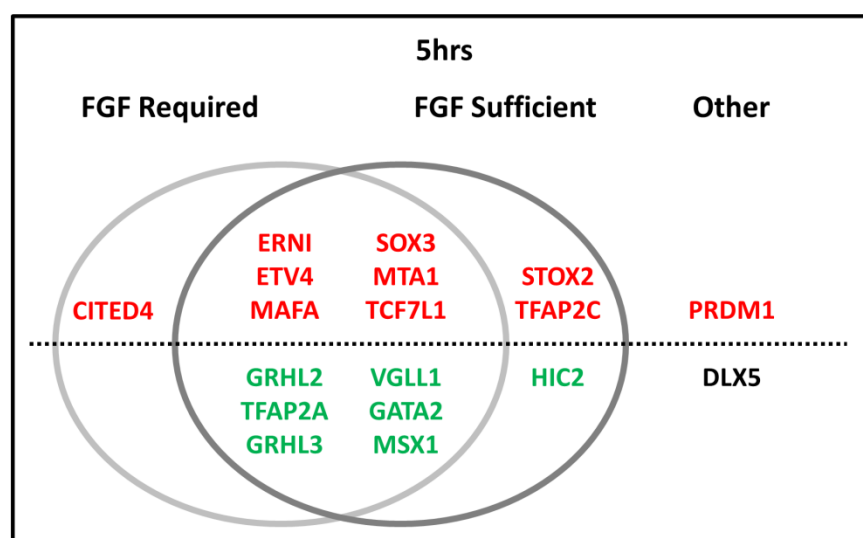 5hrs
FGF Required FGF Sufficient Other
ERNI SOX3
ETV4 MTA1 STOX2
CITED4 MAFA TCF7L1 TFAP2C PRDM1
GRHL2 VGLL1 HIC2 DLX5
TFAP2A GATA2
GRHL3 MSX1